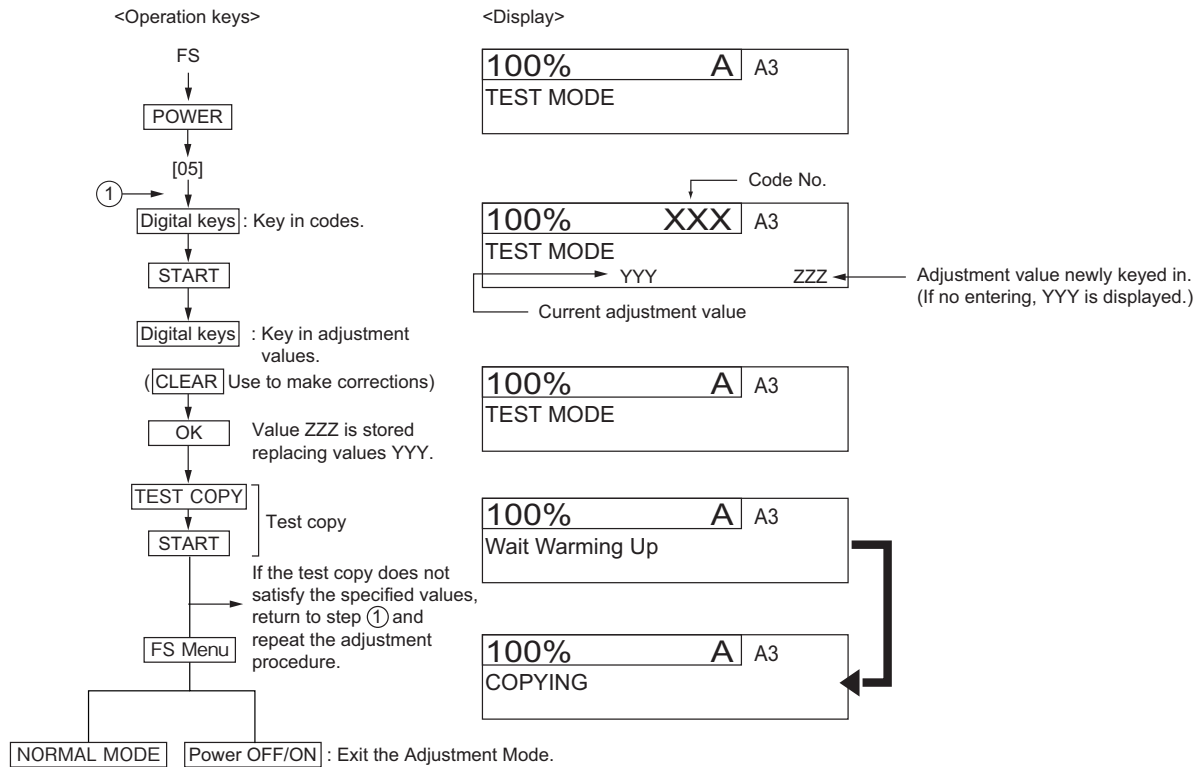 <Operation keys>
FS
POWER
[05]
1
Digital keys : Key in codes.
START
Digital keys : Key in adjustment
values.
(CLEAR Use to make corrections)
OK
Value ZZZ is stored
replacing values YYY.
TEST COPY
START
Test copy
If the test copy does not
satisfy the specified values,
return to step 1 and
repeat the adjustment
procedure.
FS Menu
NORMAL MODE
Power OFF/ON : Exit the Adjustment Mode.
<Display>
100% A A3
TEST MODE
Code No.
100% XXX A3
TEST MODE
YYY ZZZ
Current adjustment value
Adjustment value newly keyed in.
(If no entering, YYY is displayed.)
100% A A3
TEST MODE
100% A A3
Wait Warming Up
100% A A3
COPYING